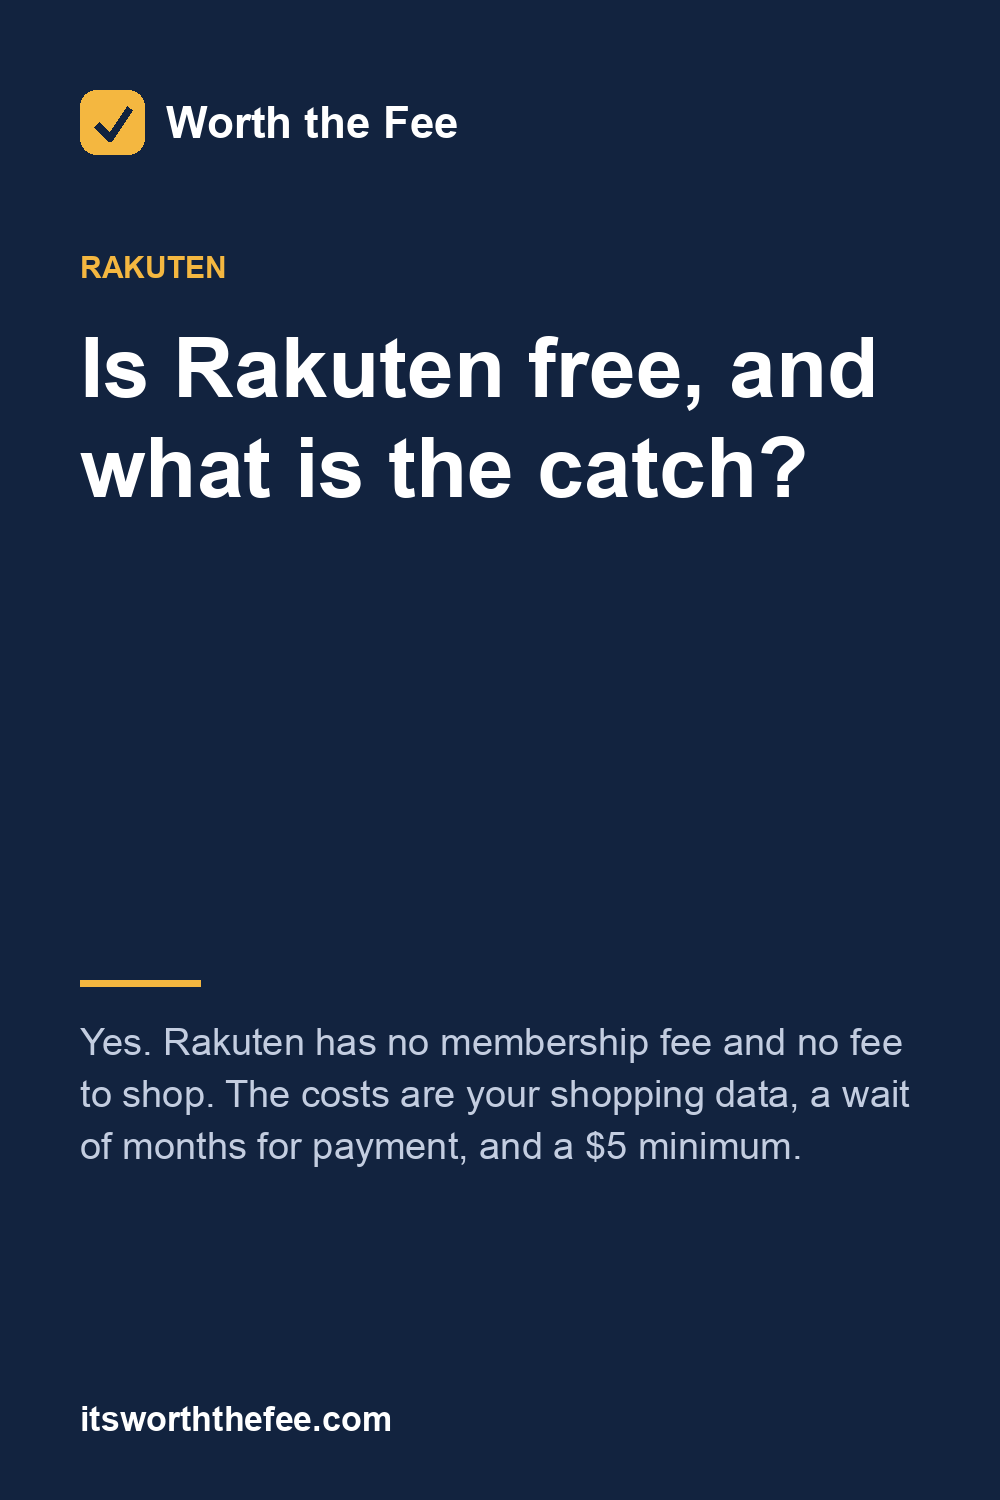 Worth the Fee
RAKUTEN
Is Rakuten free, and
what is the catch?
Yes. Rakuten has no membership fee and no fee
to shop. The costs are your shopping data, a wait
of months for payment, and a $5 minimum.
itsworththefee.com